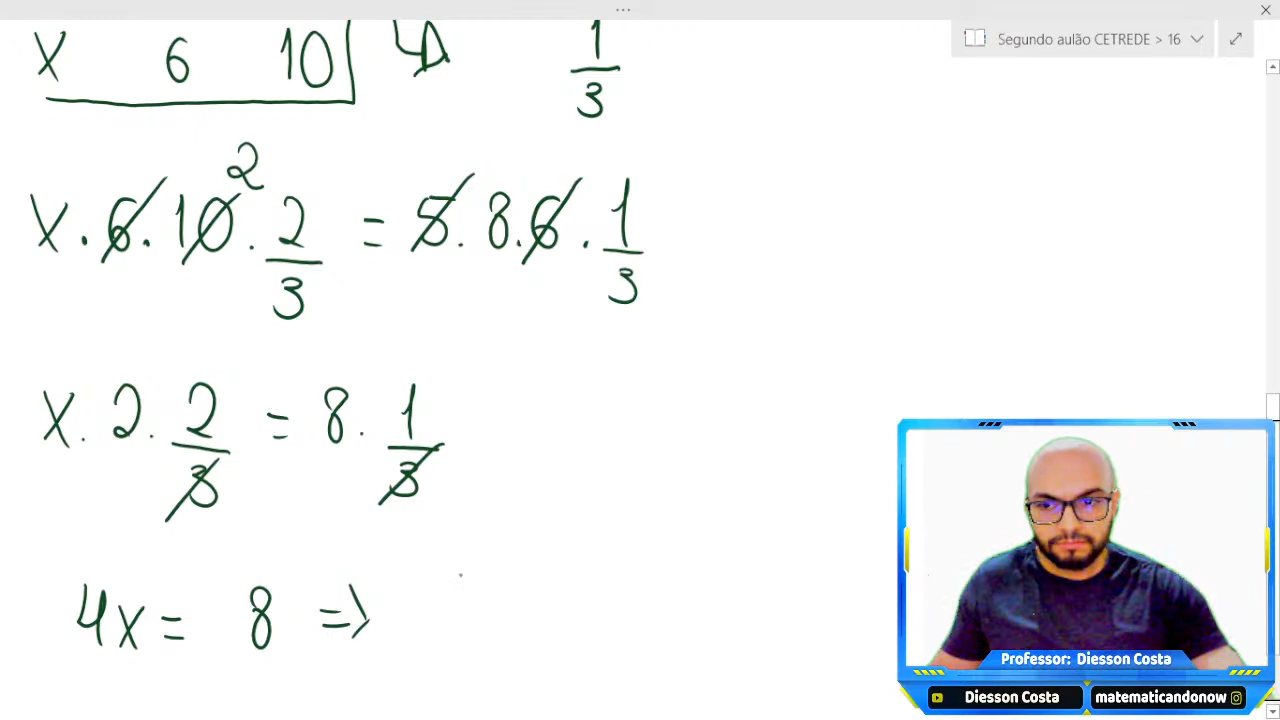 ...
Segundo aulão CETREDE > 16
x 6 10 1
3
2
x . 6 . 10 . 2 = 5 . 8 . 6 . 1
3 3
x . 2 . 2 = 8 . 1
3 3
4x = 8 =>
Professor: Diesson Costa
Diesson Costa matematicandonow